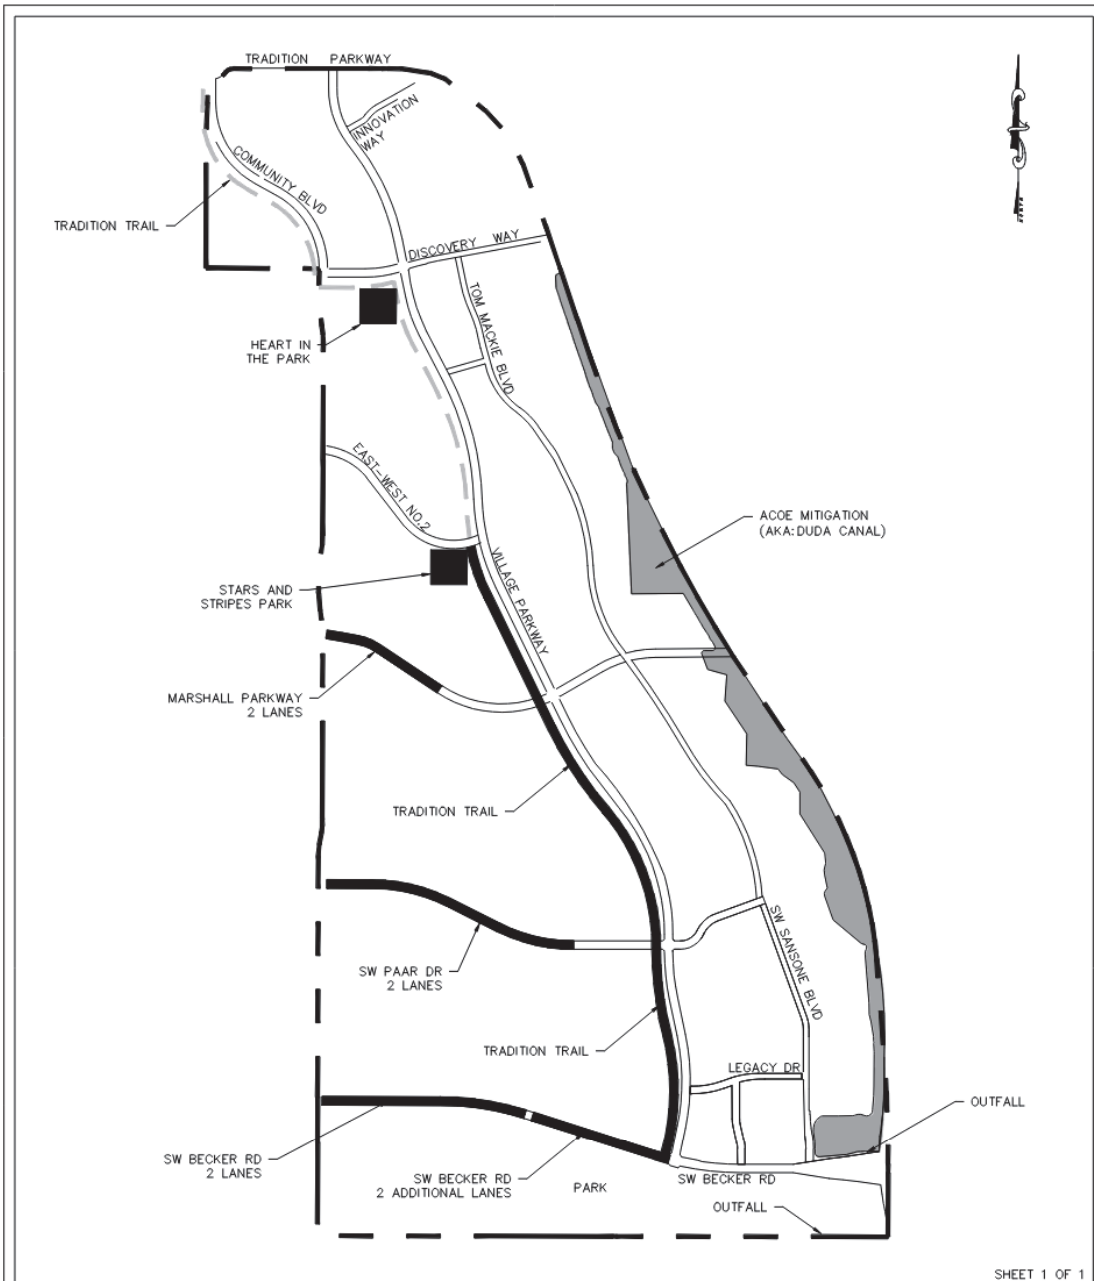 TRADITION PARKWAY
INNOVATION
WAY
COMMUNITY BLVD
TRADITION TRAIL
DISCOVERY WAY
TOM MACKIE BLVD
HEART IN
THE PARK
EAST-WEST NO.2
ACOE MITIGATION
(AKA:DUDA CANAL)
STARS AND
STRIPES PARK
VILLAGE PARKWAY
MARSHALL PARKWAY
2 LANES
TRADITION TRAIL
SW SANSONE BLVD
SW PAAR DR
2 LANES
TRADITION TRAIL
LEGACY DR
OUTFALL
SW BECKER RD
2 LANES
SW BECKER RD
2 ADDITIONAL LANES
PARK
SW BECKER RD
OUTFALL
SHEET 1 OF 1